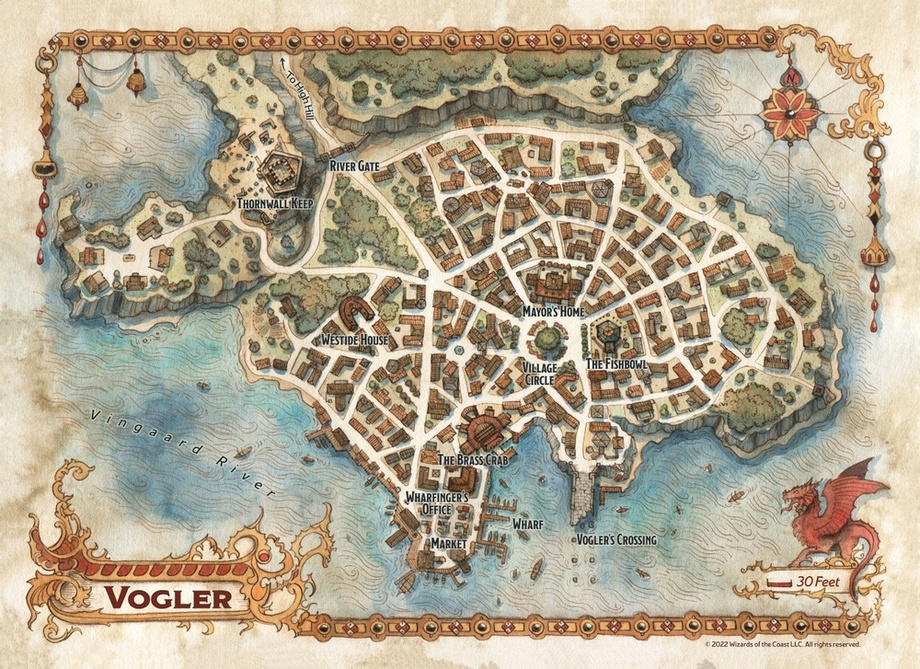 N
To High Hill
River Gate
Thornwall Keep
Mayor's Home
Westide House
The Fishbowl
Village
Circle
Vingaard River
The Brass Crab
Wharfinger's
Office
Wharf
Vogler's Crossing
Market
30 Feet
Vogler
© 2022 Wizards of the Coast LLC. All rights reserved.